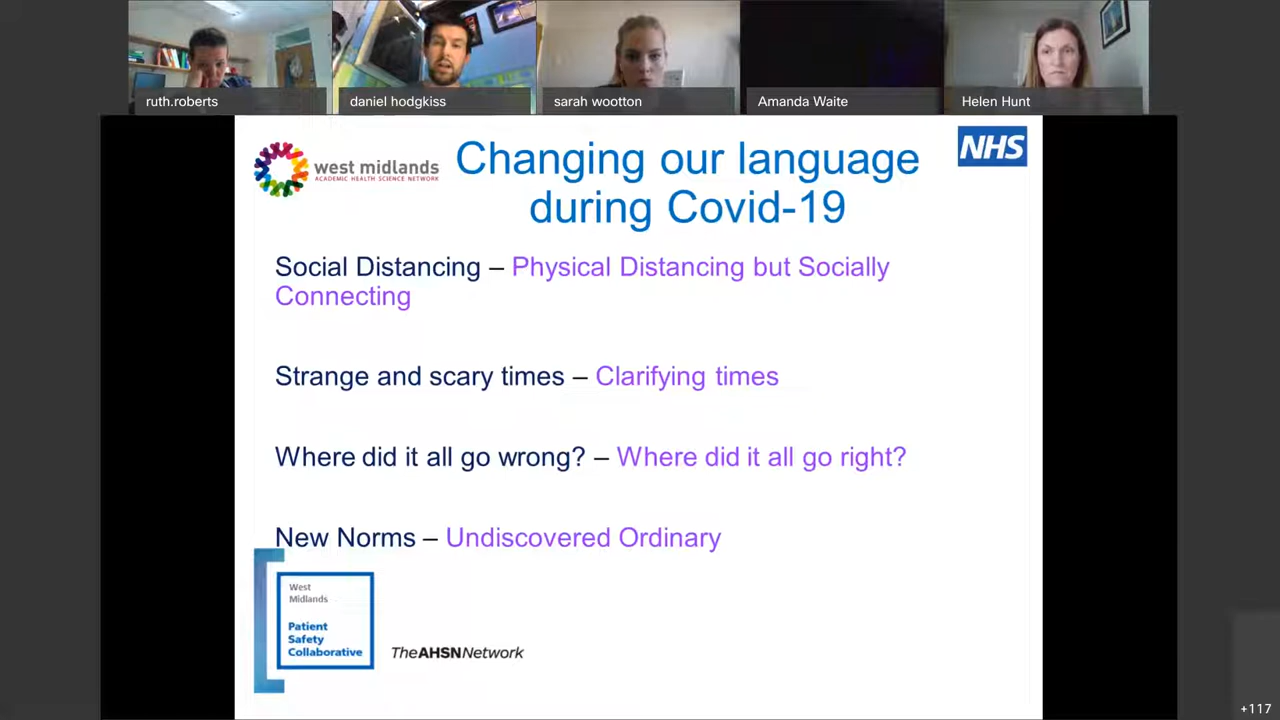 ruth.roberts
daniel hodgkiss
sarah wootton
Amanda Waite
Helen Hunt
west midlands
ACADEMIC HEALTH SCIENCE NETWORK
Changing our language
during Covid-19
NHS
Social Distancing – Physical Distancing but Socially
Connecting
Strange and scary times – Clarifying times
Where did it all go wrong? – Where did it all go right?
New Norms – Undiscovered Ordinary
West
Midlands
Patient
Safety
Collaborative
TheAHSNNetwork
+117